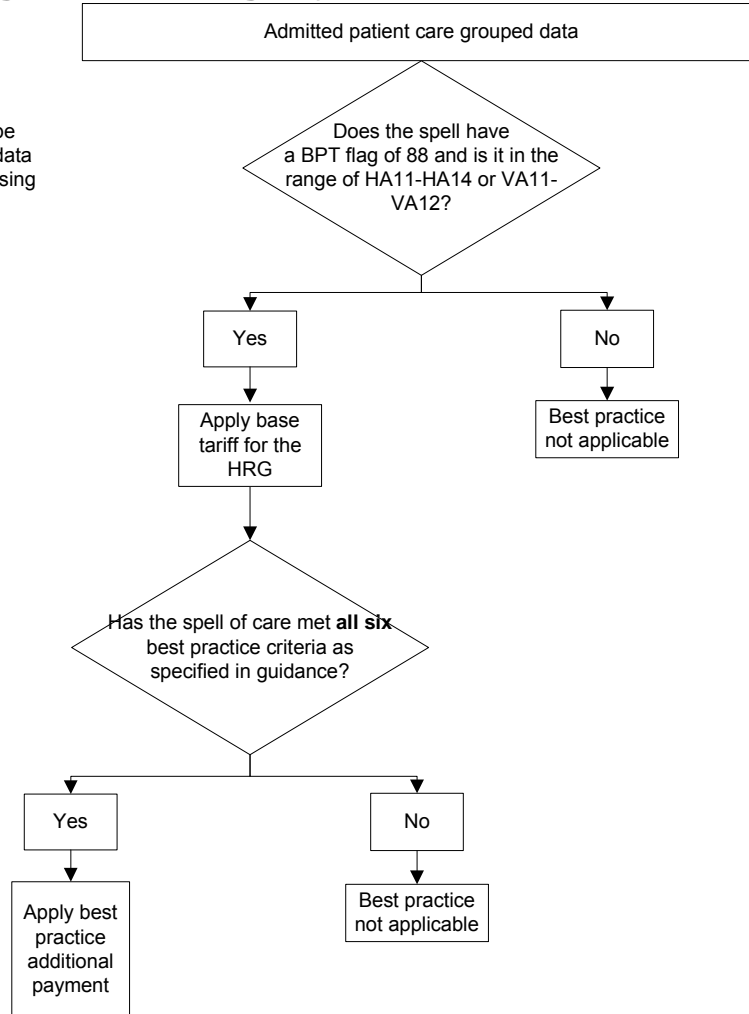 Admitted patient care grouped data
be
data
sing
Does the spell have
a BPT flag of 88 and is it in the
range of HA11-HA14 or VA11-
VA12?
Yes
No
Apply base
tariff for the
HRG
Best practice
not applicable
Has the spell of care met all six
best practice criteria as
specified in guidance?
Yes
No
Apply best
practice
additional
payment
Best practice
not applicable